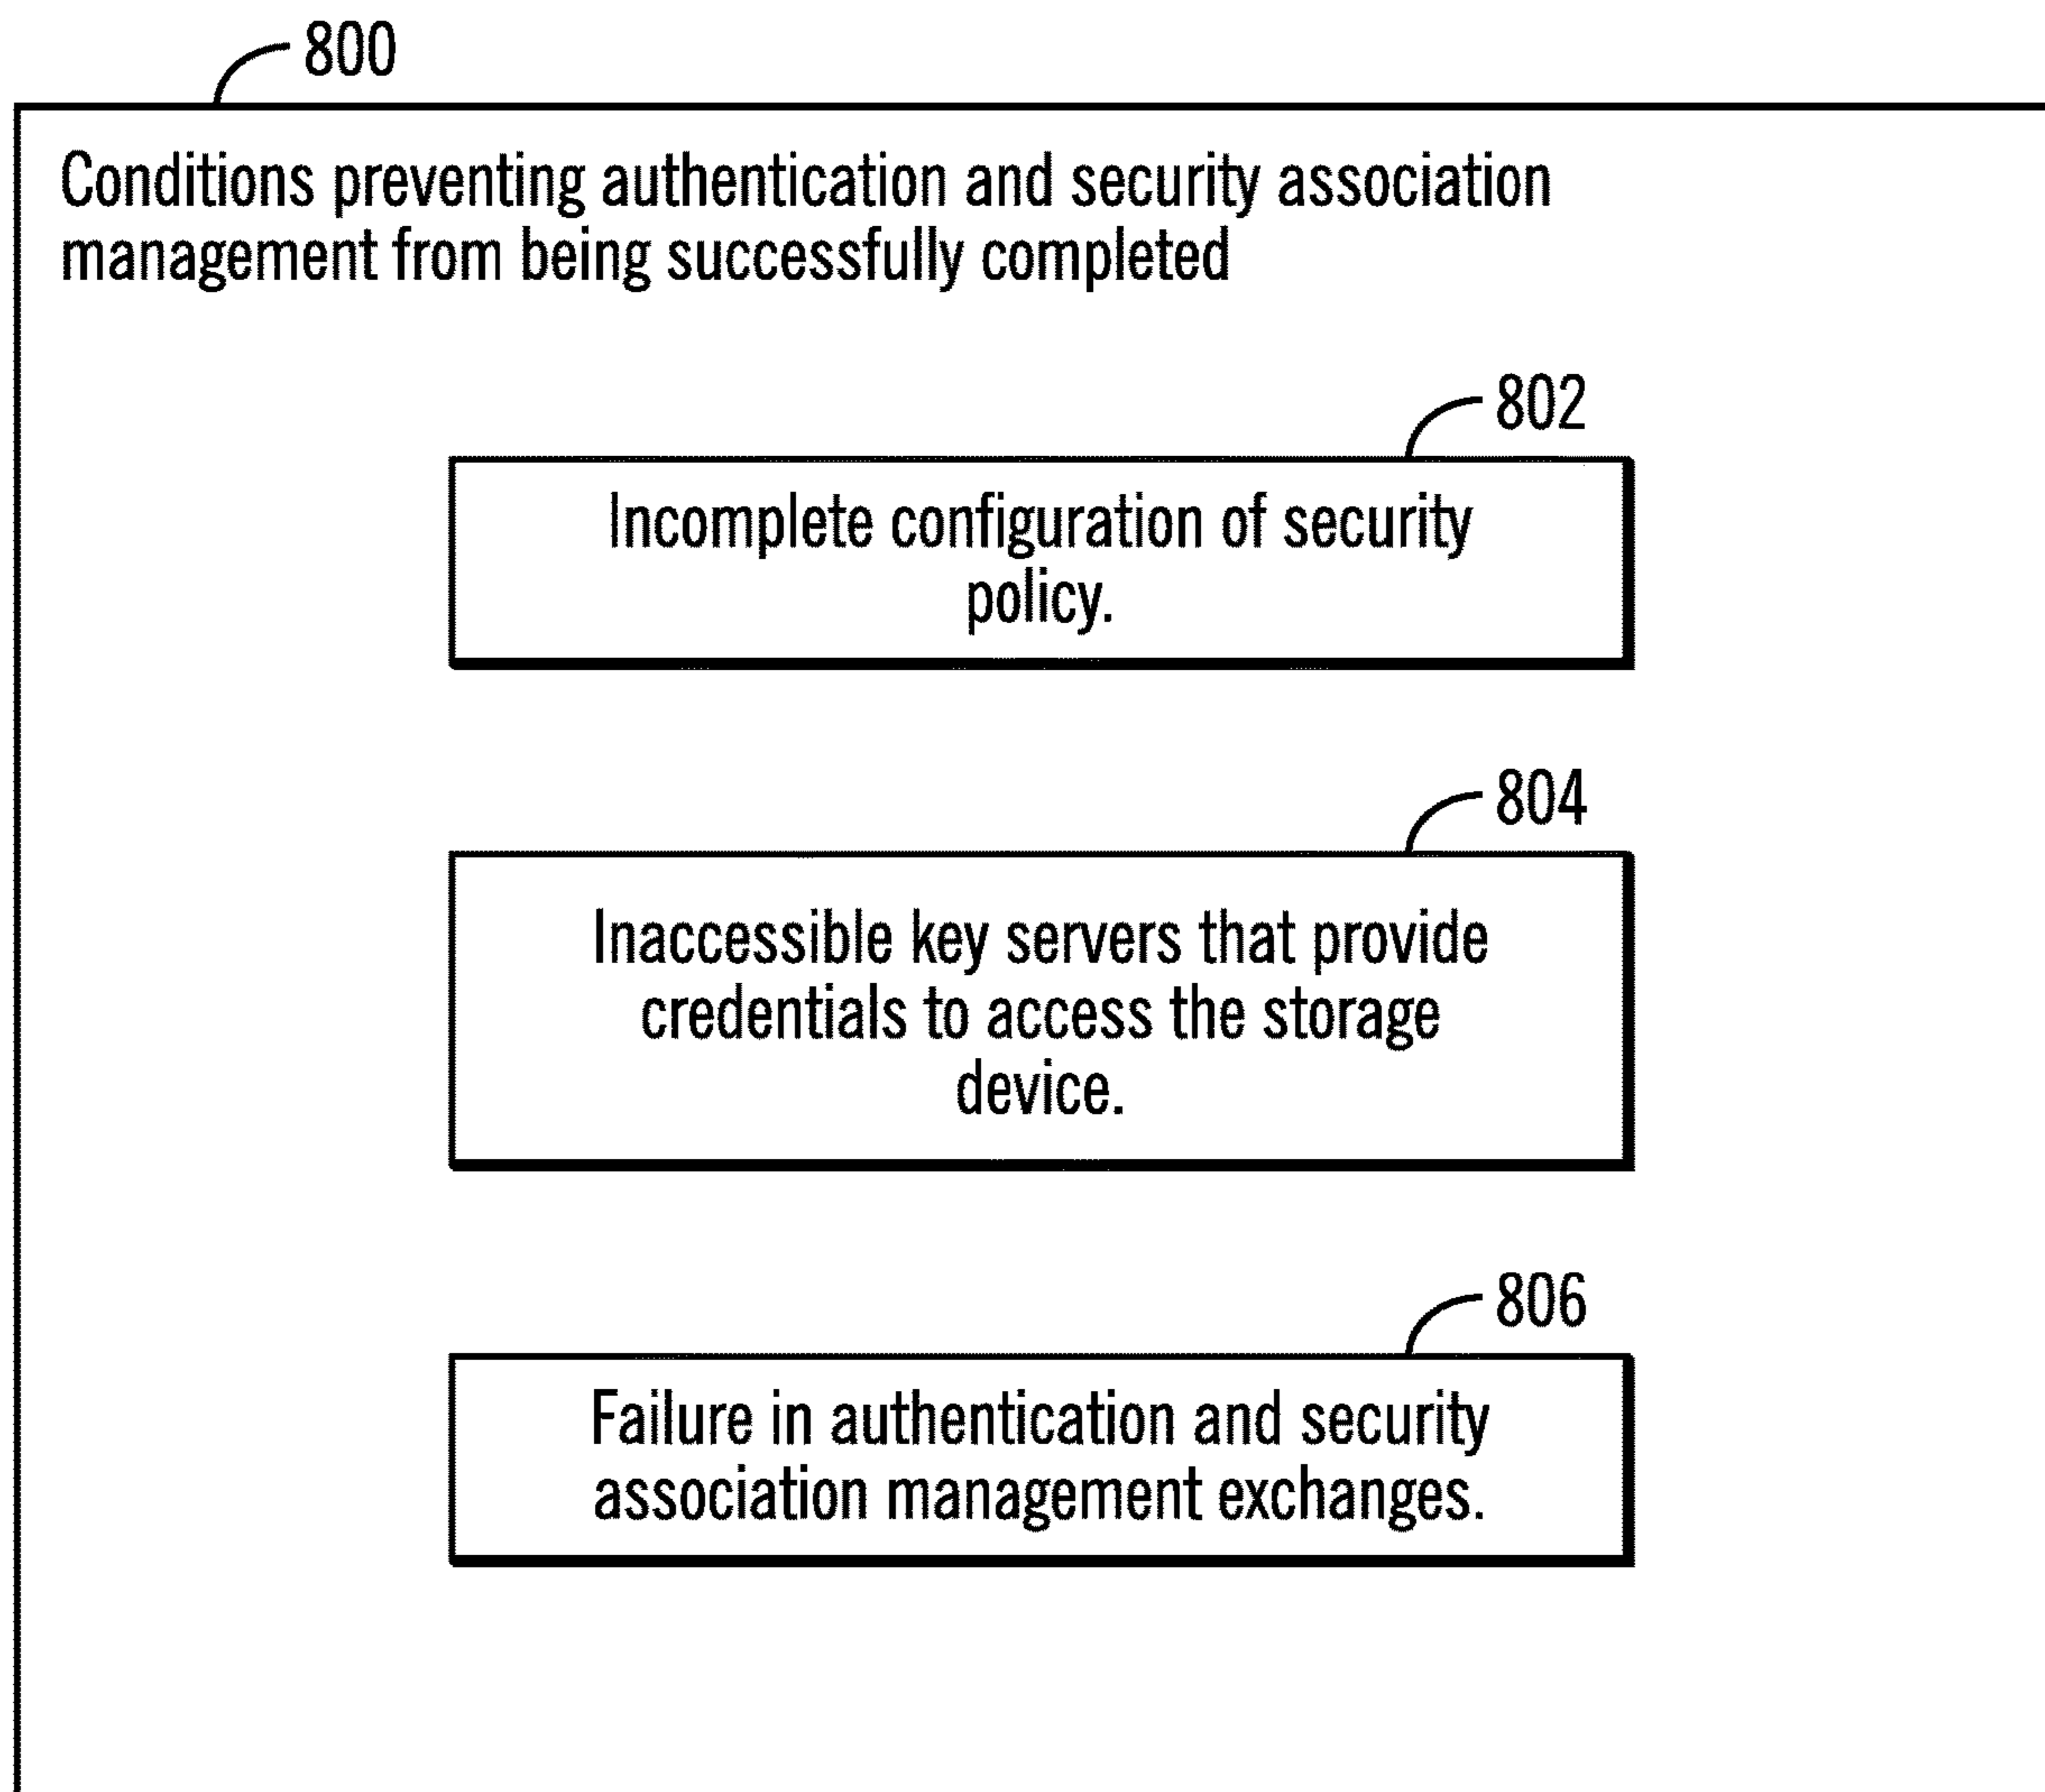 800
Conditions preventing authentication and security association
management from being successfully completed
802
Incomplete configuration of security
policy.
804
Inaccessible key servers that provide
credentials to access the storage
device.
806
Failure in authentication and security
association management exchanges.